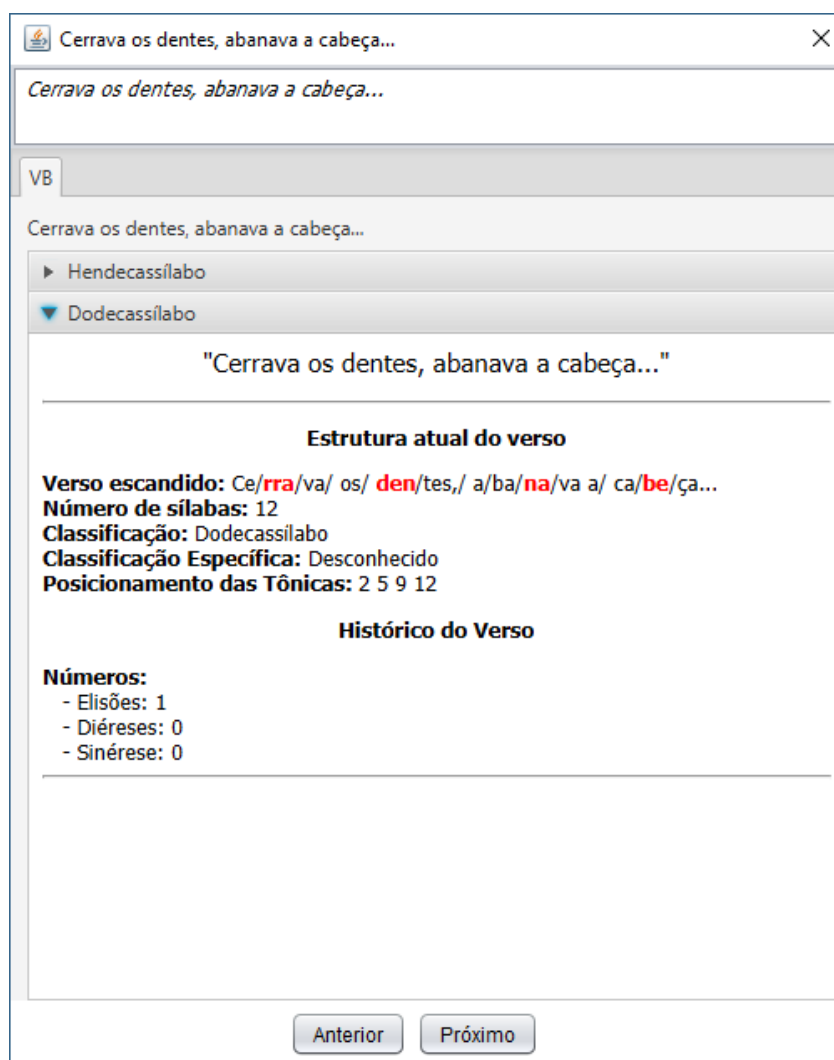 Cerrava os dentes, abanava a cabeça...
Cerrava os dentes, abanava a cabeça...
VB
Cerrava os dentes, abanava a cabeça...
Hendecassílabo
Dodecassílabo
"Cerrava os dentes, abanava a cabeça..."
Estrutura atual do verso
Verso escandido: Ce/rra/va/ os/ den/tes,/ a/ba/na/va a/ ca/be/ça...
Número de sílabas: 12
Classificação: Dodecassílabo
Classificação Específica: Desconhecido
Posicionamento das Tônicas: 2 5 9 12
Histórico do Verso
Números:
- Elisões: 1
- Diéreses: 0
- Sinérese: 0
Anterior Próximo